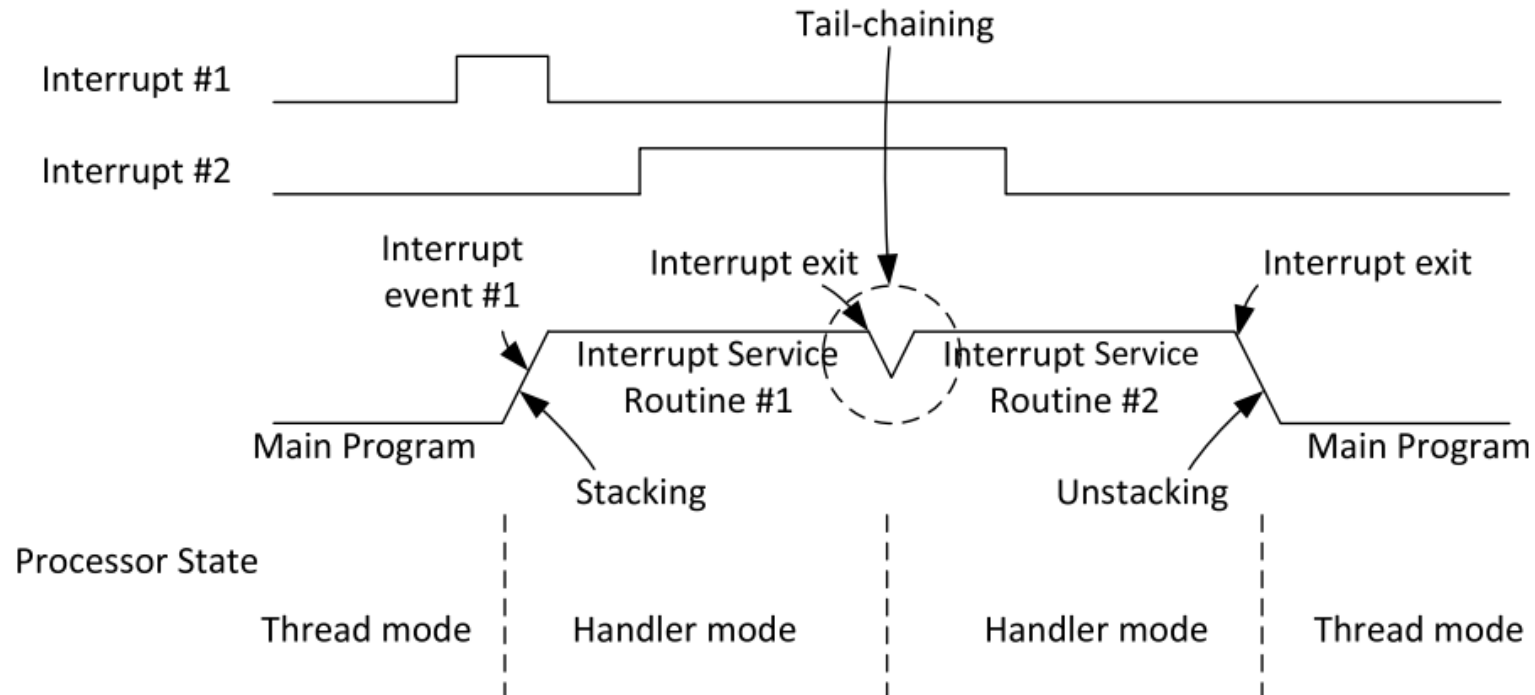 Tail-chaining
Interrupt #1
Interrupt #2
Interrupt
event #1
Interrupt exit
Interrupt exit
Interrupt Service
Routine #1
Interrupt Service
Routine #2
Main Program
Main Program
Stacking
Unstacking
Processor State
Thread mode
Handler mode
Handler mode
Thread mode